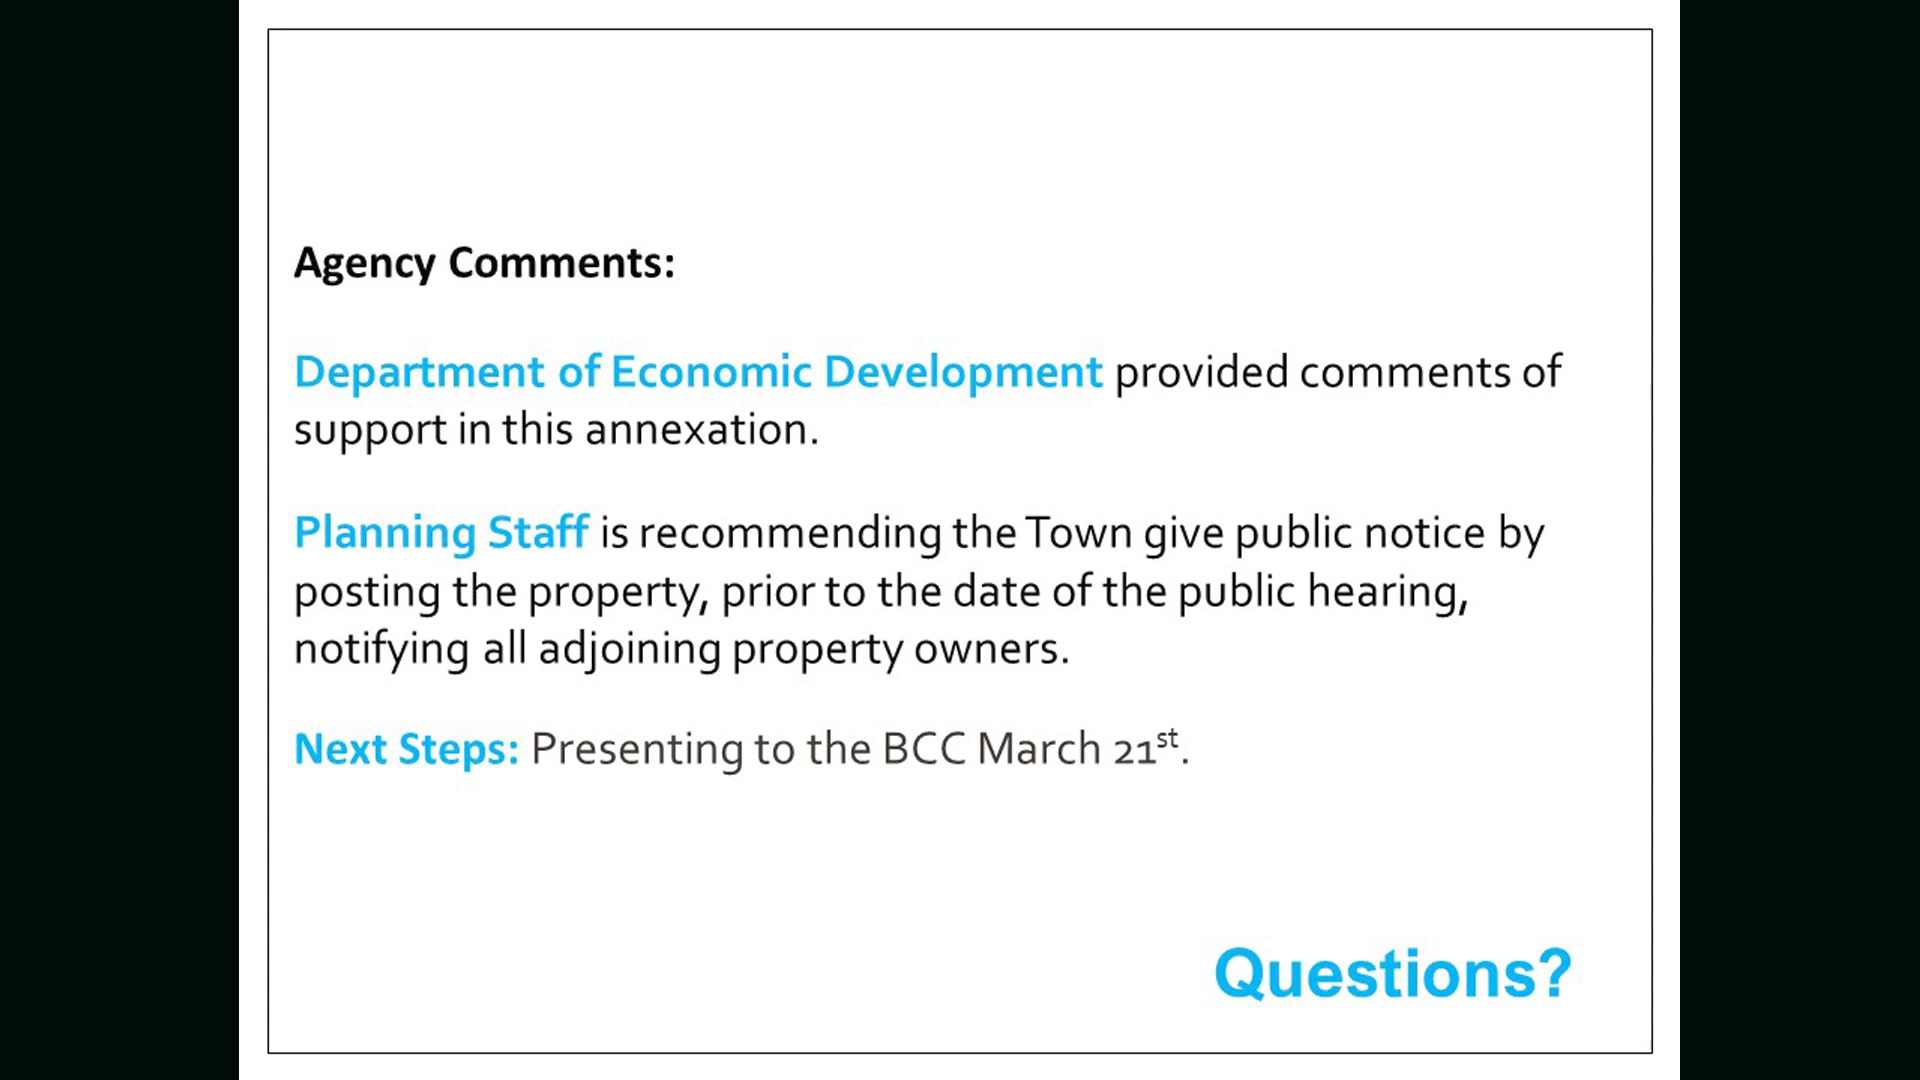 Agency Comments:
Department of Economic Development provided comments of
support in this annexation.
Planning Staff is recommending the Town give public notice by
posting the property, prior to the date of the public hearing,
notifying all adjoining property owners.
Next Steps: Presenting to the BCC March 21st.
Questions?